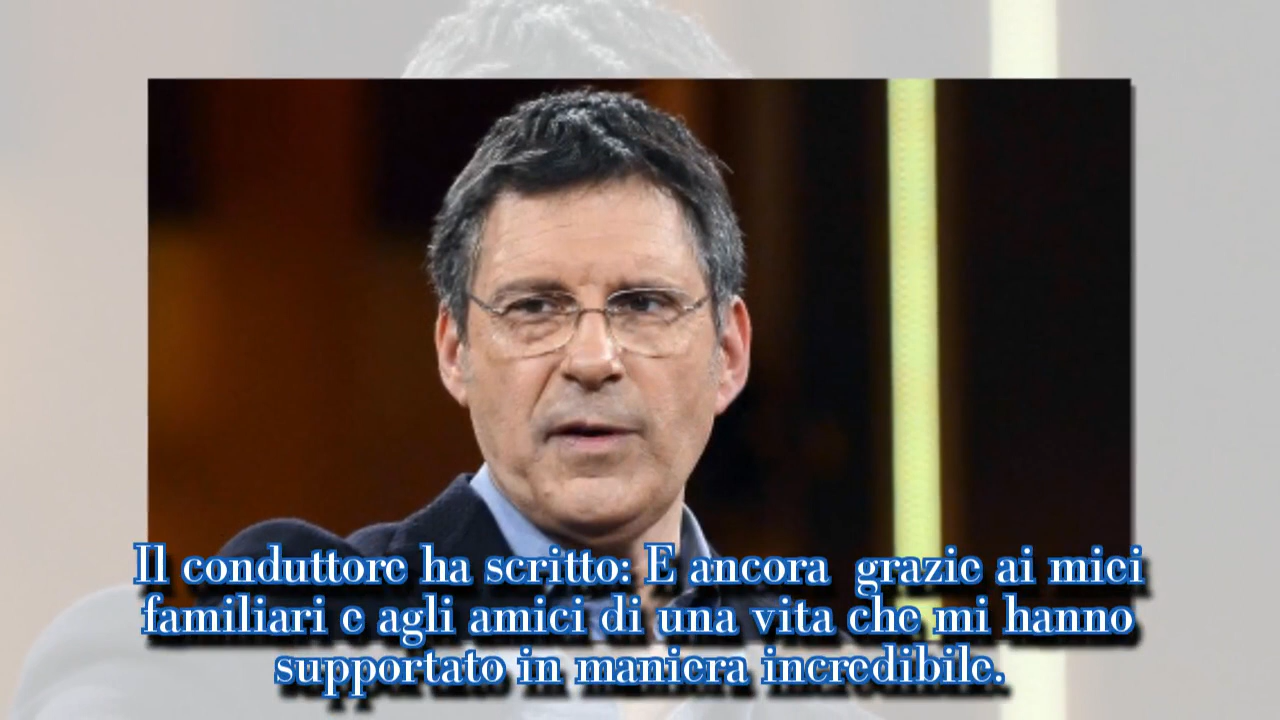 Il conduttore ha scritto: E ancora  grazie ai miei
familiari e agli amici di una vita che mi hanno
supportato in maniera incredibile.